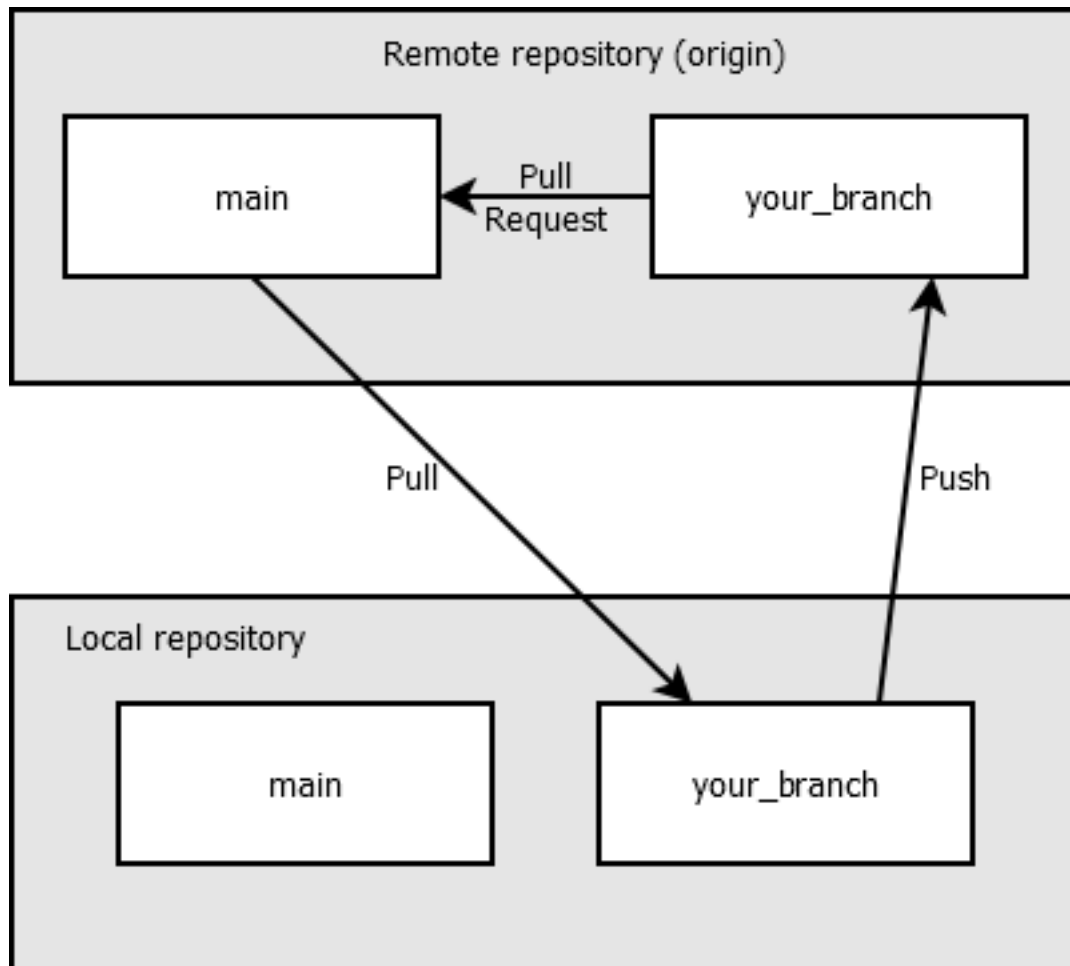 Remote repository (origin)
main
Pull
Request
your_branch
Pull
Push
Local repository
main
your_branch